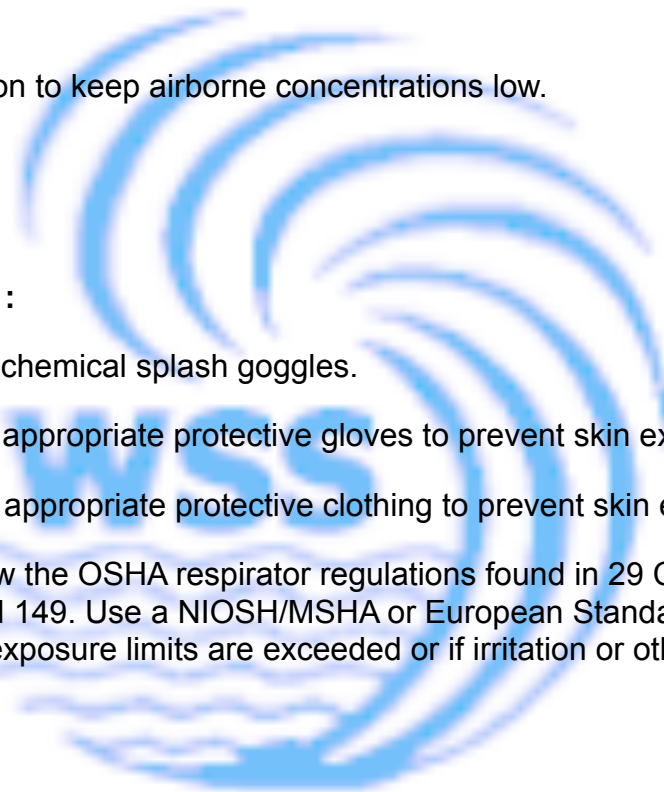 on to keep airborne concentrations low.
:
chemical splash goggles.
appropriate protective gloves to prevent skin ex
WSS
appropriate protective clothing to prevent skin e
w the OSHA respirator regulations found in 29 C
149. Use a NIOSH/MSHA or European Standa
exposure limits are exceeded or if irritation or oth